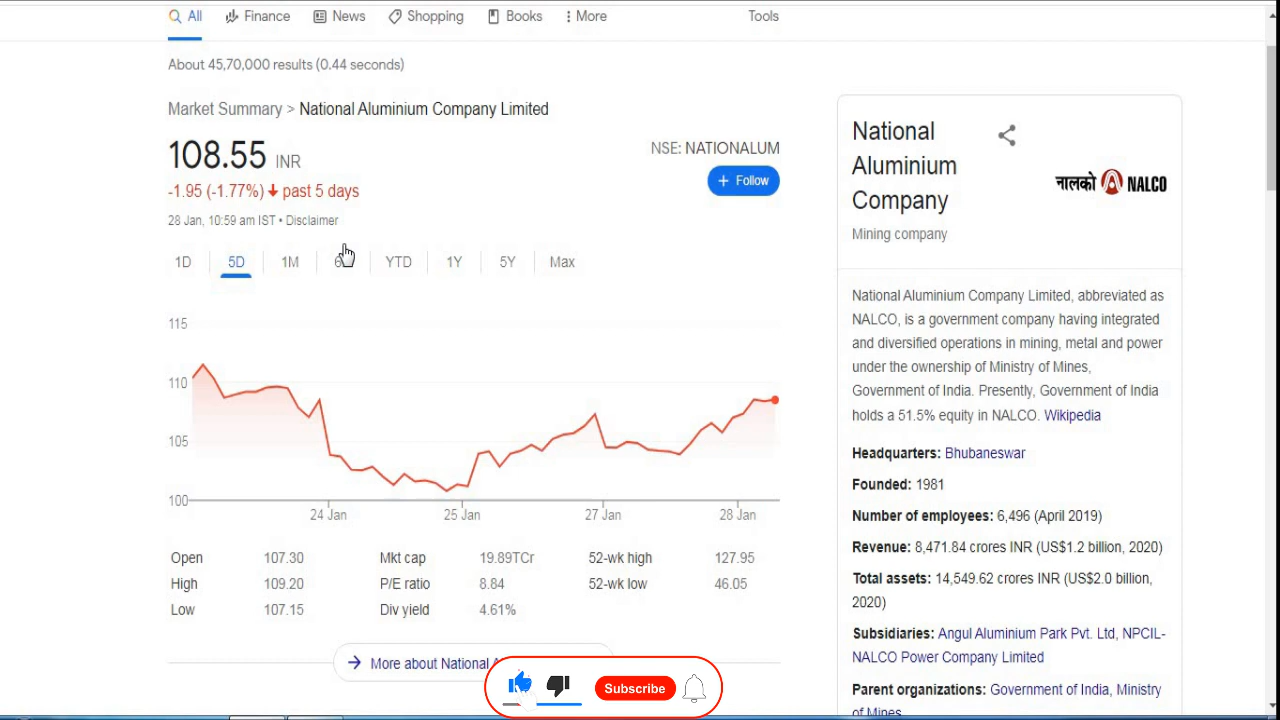 All Finance News Shopping Books More Tools
About 45,70,000 results (0.44 seconds)
Market Summary > National Aluminium Company Limited
108.55 INR
-1.95 (-1.77%) past 5 days
28 Jan, 10:59 am IST • Disclaimer
NSE: NATIONALUM
+ Follow
1D 5D 1M YTD 1Y 5Y Max
115
110
105
100
24 Jan 25 Jan 27 Jan 28 Jan
Open 107.30 Mkt cap 19.89TCr 52-wk high 127.95
High 109.20 P/E ratio 8.84 52-wk low 46.05
Low 107.15 Div yield 4.61%
More about National
Subscribe
National
Aluminium
Company
नालको NALCO
Mining company
National Aluminium Company Limited, abbreviated as
NALCO, is a government company having integrated
and diversified operations in mining, metal and power
under the ownership of Ministry of Mines,
Government of India. Presently, Government of India
holds a 51.5% equity in NALCO. Wikipedia
Headquarters: Bhubaneswar
Founded: 1981
Number of employees: 6,496 (April 2019)
Revenue: 8,471.84 crores INR (US$1.2 billion, 2020)
Total assets: 14,549.62 crores INR (US$2.0 billion,
2020)
Subsidiaries: Angul Aluminium Park Pvt. Ltd, NPCIL-
NALCO Power Company Limited
Parent organizations: Government of India, Ministry
of Mines